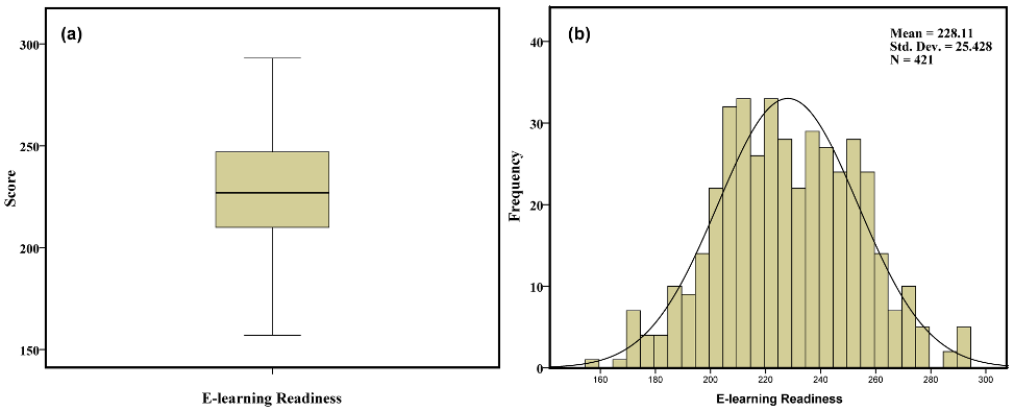 (a)
300
250
200
150
Score
E-learning Readiness
(b)
Mean = 228.11
Std. Dev. = 25.428
N = 421
40
30
20
10
0
Frequency
160 180 200 220 240 260 280 300
E-learning Readiness